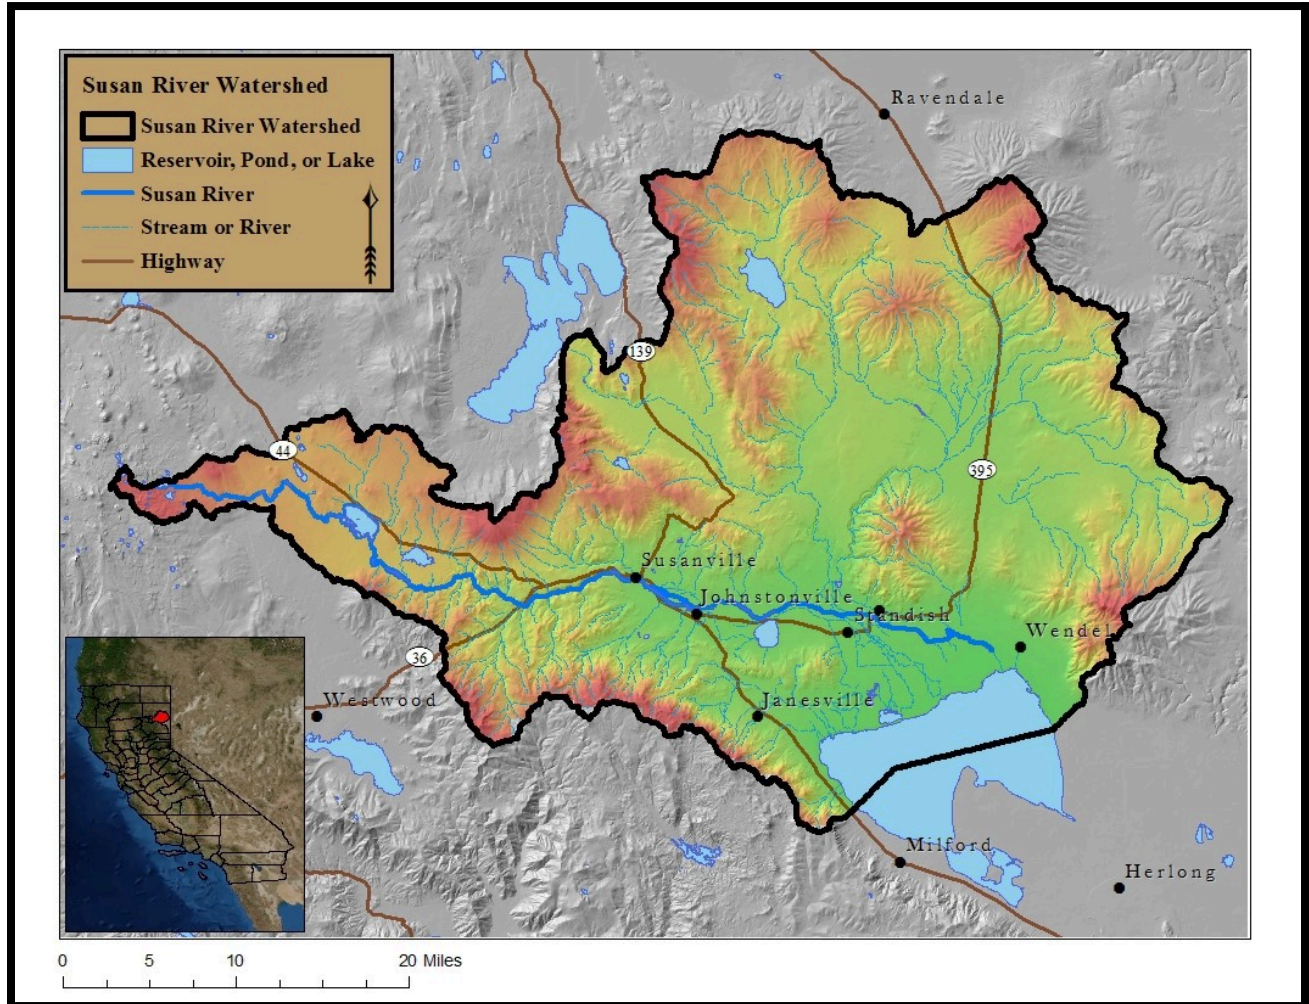 Susan River Watershed
Susan River Watershed
Reservoir, Pond, or Lake
Susan River
Stream or River
Highway
Ravendale
139
44
395
Susanville
Johnstonville
Standish
Wendel
36
Westwood
Janesville
Milford
Herlong
0 5 10 20 Miles